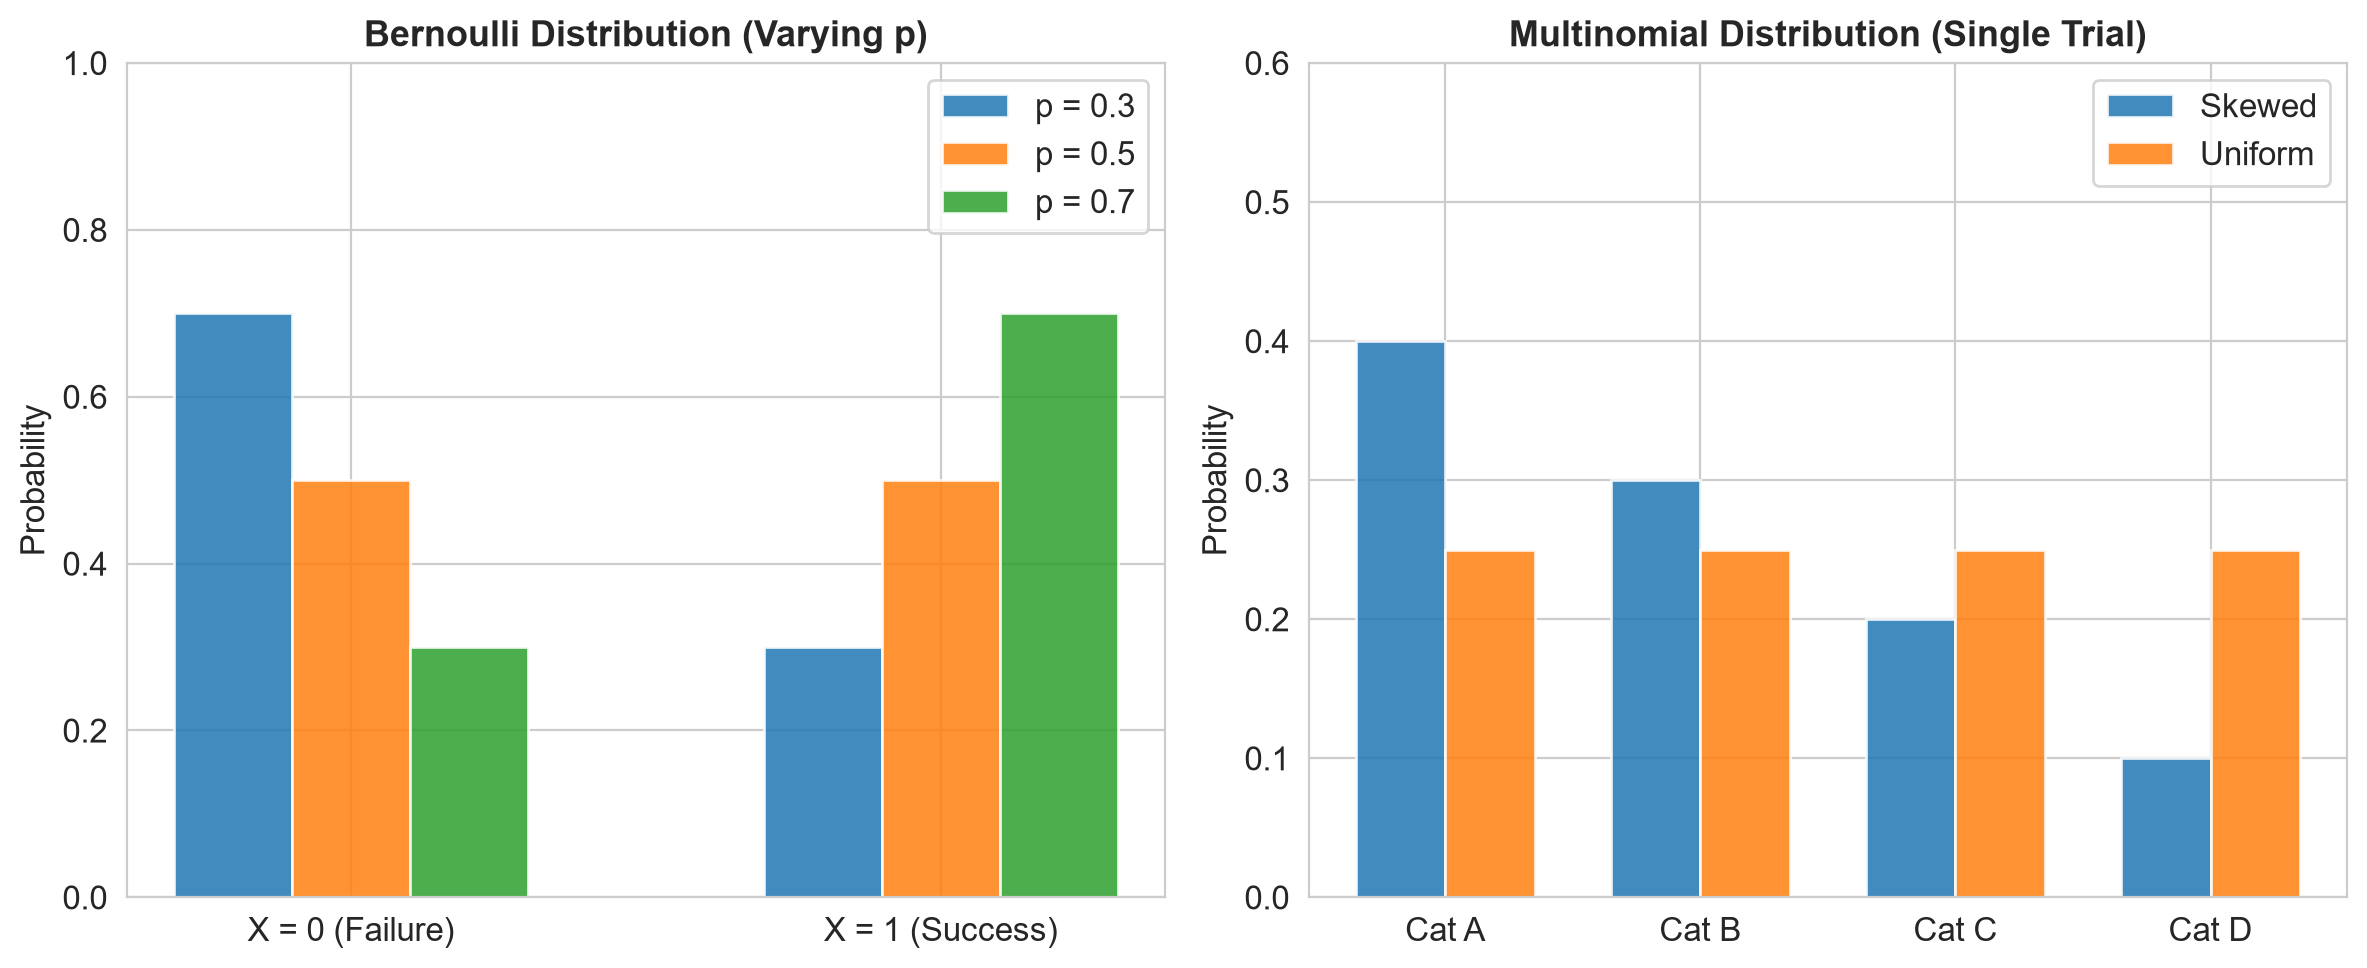 Bernoulli Distribution (Varying p)
1.0
0.8
0.6
0.4
0.2
0.0
Probability
p = 0.3
p = 0.5
p = 0.7
X = 0 (Failure)
X = 1 (Success)
Multinomial Distribution (Single Trial)
0.6
0.5
0.4
0.3
0.2
0.1
0.0
Probability
Skewed
Uniform
Cat A
Cat B
Cat C
Cat D